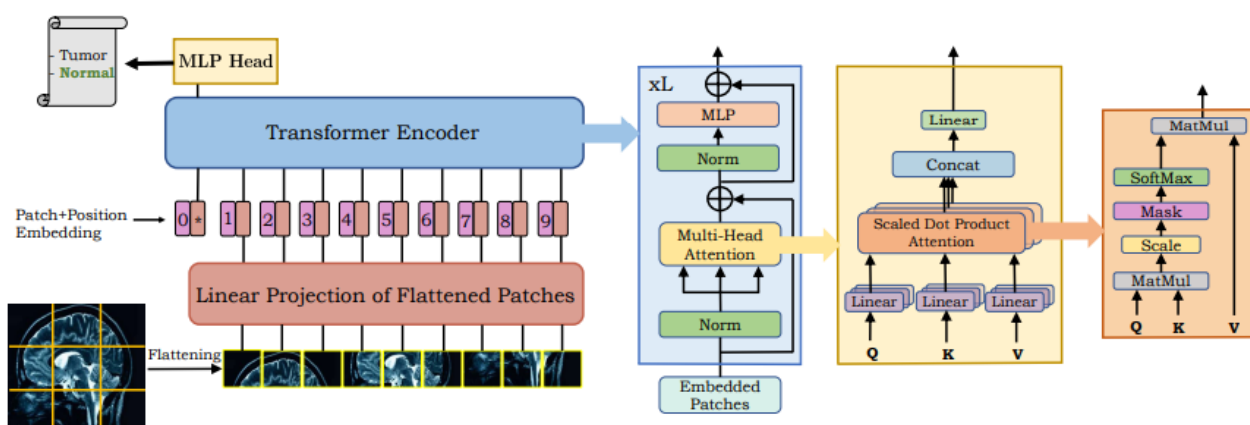 - Tumor
- Normal
MLP Head
Transformer Encoder
Patch+Position
Embedding
0 * 1 2 3 4 5 6 7 8 9
Linear Projection of Flattened Patches
Flattening
xL
MLP
Norm
Multi-Head
Attention
Norm
Embedded
Patches
Linear
Concat
Scaled Dot Product
Attention
Linear Linear Linear
Q K V
MatMul
SoftMax
Mask
Scale
MatMul
Q K V